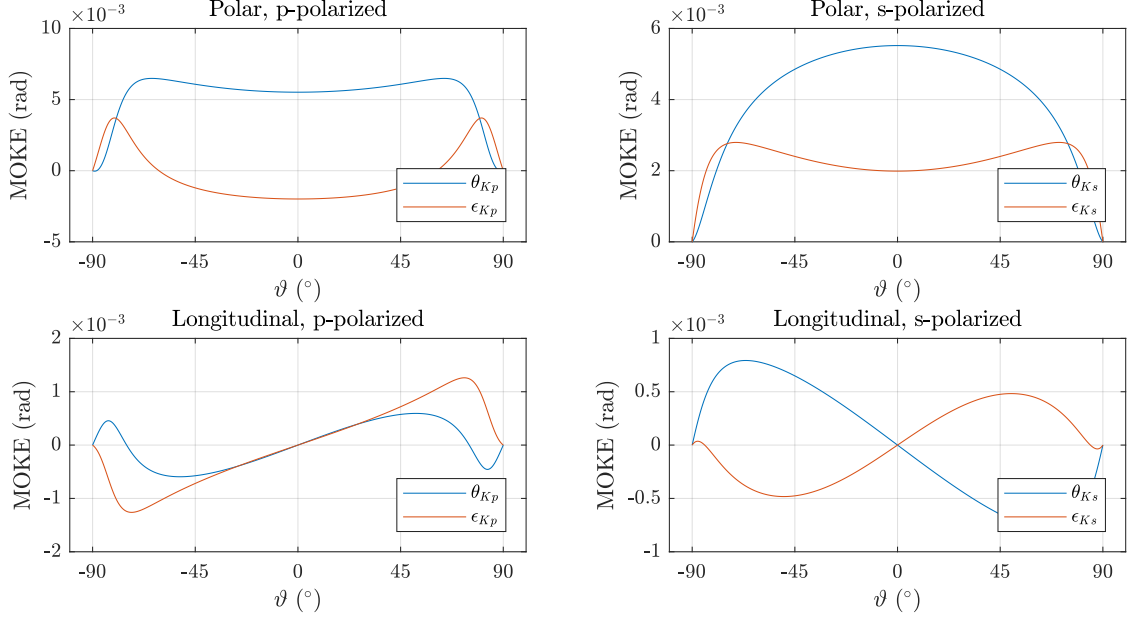 Polar, p-polarized
×10⁻³
MOKE (rad)
10
5
0
-5
-90
-45
0
45
90
ϑ (°)
θKp
ϵKp
Polar, s-polarized
×10⁻³
MOKE (rad)
6
4
2
0
-90
-45
0
45
90
ϑ (°)
θKs
ϵKs
Longitudinal, p-polarized
×10⁻³
MOKE (rad)
2
1
0
-1
-2
-90
-45
0
45
90
ϑ (°)
θKp
ϵKp
Longitudinal, s-polarized
×10⁻³
MOKE (rad)
1
0.5
0
-0.5
-1
-90
-45
0
45
90
ϑ (°)
θKs
ϵKs